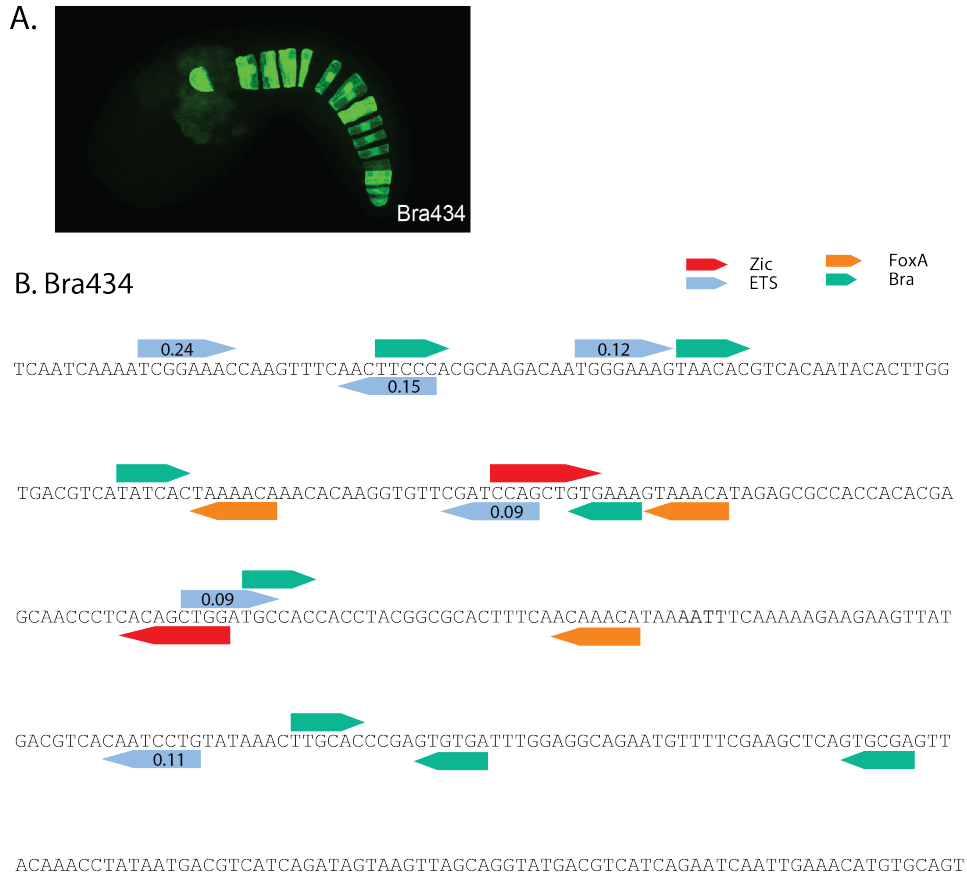 A.
Bra434
B. Bra434
Zic
FoxA
ETS
Bra
0.24
0.12
TCAATCAAAATCGGAAACCAAGTTTCAACTTCCCACGCAAGACAATGGGAAAGTAACACGTCACAATACACTTGG
0.15
TGACGTCATATCACTAAAACAAACACAAGGTGTTCGATCCAGCTGTGAAAGTAAACATAGAGCGCCACCACACGA
0.09
0.09
GCAACCCTCACAGCTGGATGCCACCACCTACGGCGCACTTTCAACAAACATAAAATTTCAAAAAGAAGAAGTTAT
GACGTCACAATCCTGTATAAACTTGCACCCGAGTGTGATTTGGAGGCAGAATGTTTTCGAAGCTCAGTGCGAGTT
0.11
ACAAACCTATAATGACGTCATCAGATAGTAAGTTAGCAGGTATGACGTCATCAGAATCAATTGAAACATGTGCAGT